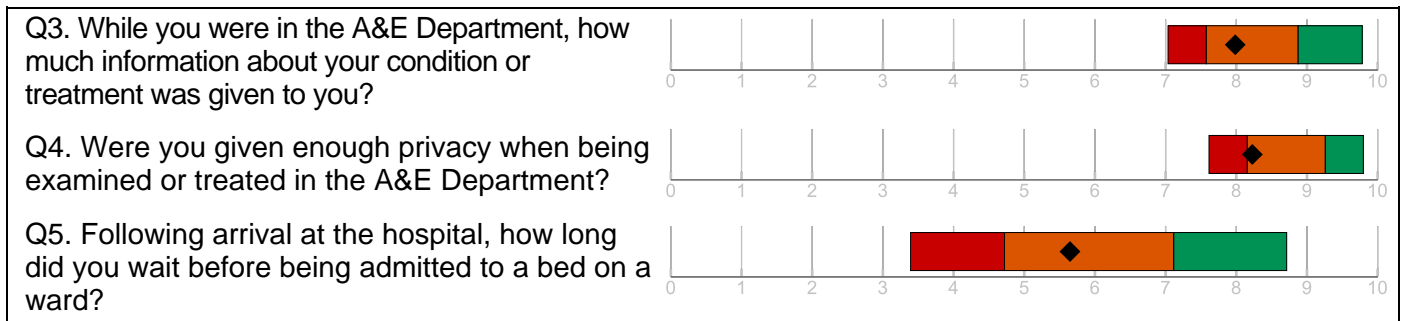 Q3. While you were in the A&E Department, how
much information about your condition or
treatment was given to you?
0 1 2 3 4 5 6 7 8 9 10
Q4. Were you given enough privacy when being
examined or treated in the A&E Department?
0 1 2 3 4 5 6 7 8 9 10
Q5. Following arrival at the hospital, how long
did you wait before being admitted to a bed on a
ward?
0 1 2 3 4 5 6 7 8 9 10